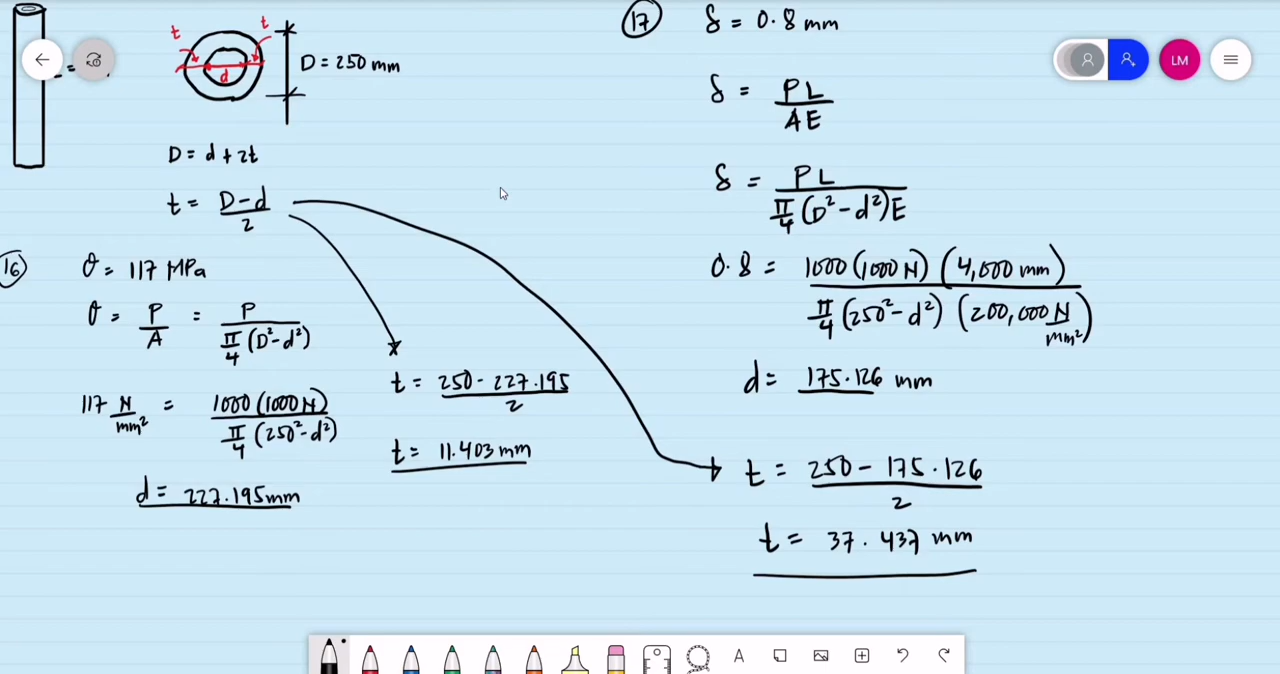 t t
d
D = 250 mm
D = d + 2t
t = D - d / 2
16
σ = 117 MPa
σ = P / A = P / π/4 (D² - d²)
117 N/mm² = 1000 (1000 N) / π/4 (250² - d²)
d = 227.195 mm
t = 250 - 227.195 / 2
t = 11.403 mm
17 δ = 0.8 mm
δ = PL / AE
δ = PL / π/4 (D² - d²) E
0.8 = 1000 (1000 N) (4,000 mm) / π/4 (250² - d²) (200,000 N/mm²)
d = 175.126 mm
t = 250 - 175.126 / 2
t = 37.437 mm
LM
A